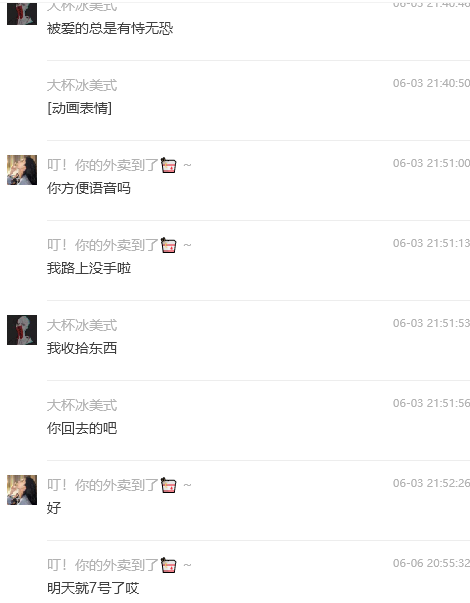 大杯冰美式 06-03 21:40:46
被爱的总是有恃无恐
大杯冰美式 06-03 21:40:50
[动画表情]
叮！你的外卖到了 ~ 06-03 21:51:00
你方便语音吗
叮！你的外卖到了 ~ 06-03 21:51:13
我路上没手啦
大杯冰美式 06-03 21:51:53
我收拾东西
大杯冰美式 06-03 21:51:56
你回去的吧
叮！你的外卖到了 ~ 06-03 21:52:26
好
叮！你的外卖到了 ~ 06-06 20:55:32
明天就7号了哎